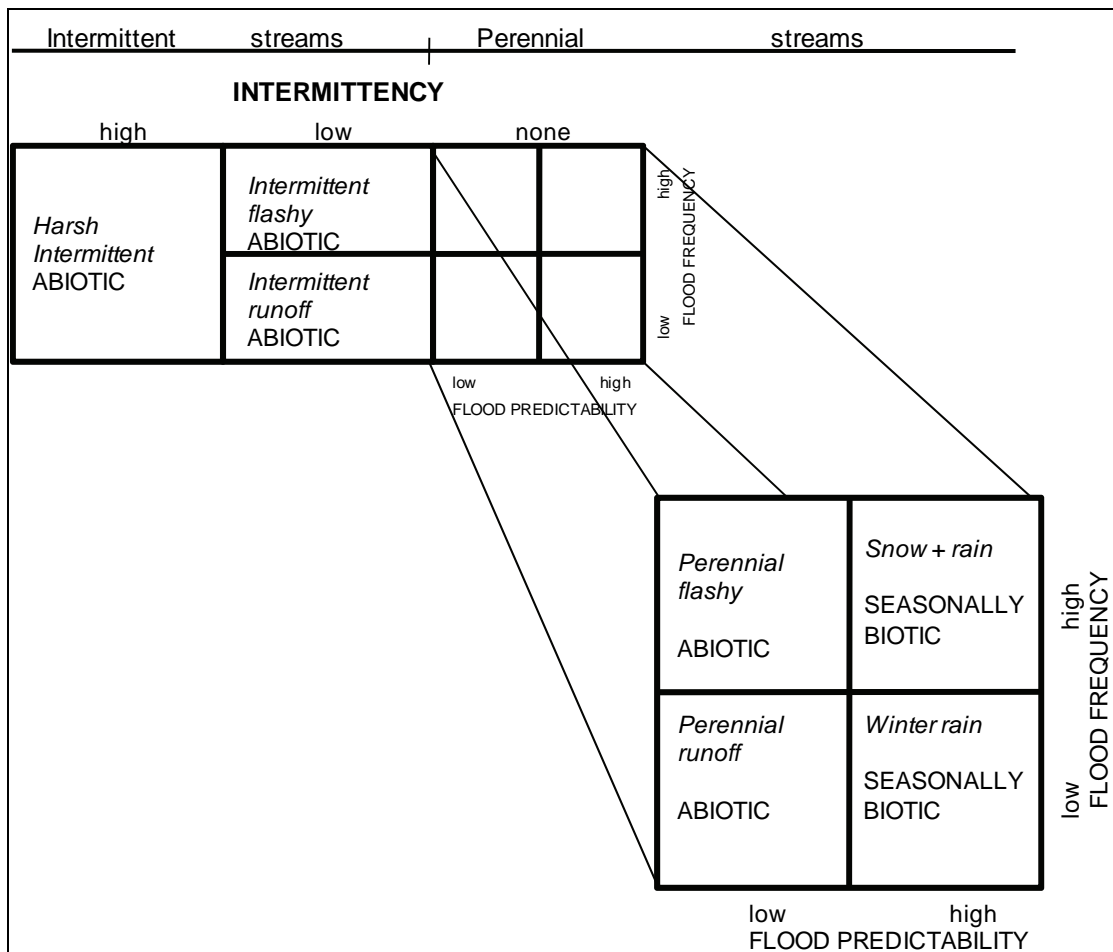 Intermittent streams Perennial streams
INTERMITTENCY
high low none
Harsh
Intermittent
ABIOTIC
Intermittent
flashy
ABIOTIC
Intermittent
runoff
ABIOTIC
high
low
FLOOD FREQUENCY
low high
FLOOD PREDICTABILITY
Perennial
flashy
ABIOTIC
Snow + rain
SEASONALLY
BIOTIC
Perennial
runoff
ABIOTIC
Winter rain
SEASONALLY
BIOTIC
high
low
FLOOD FREQUENCY
low high
FLOOD PREDICTABILITY